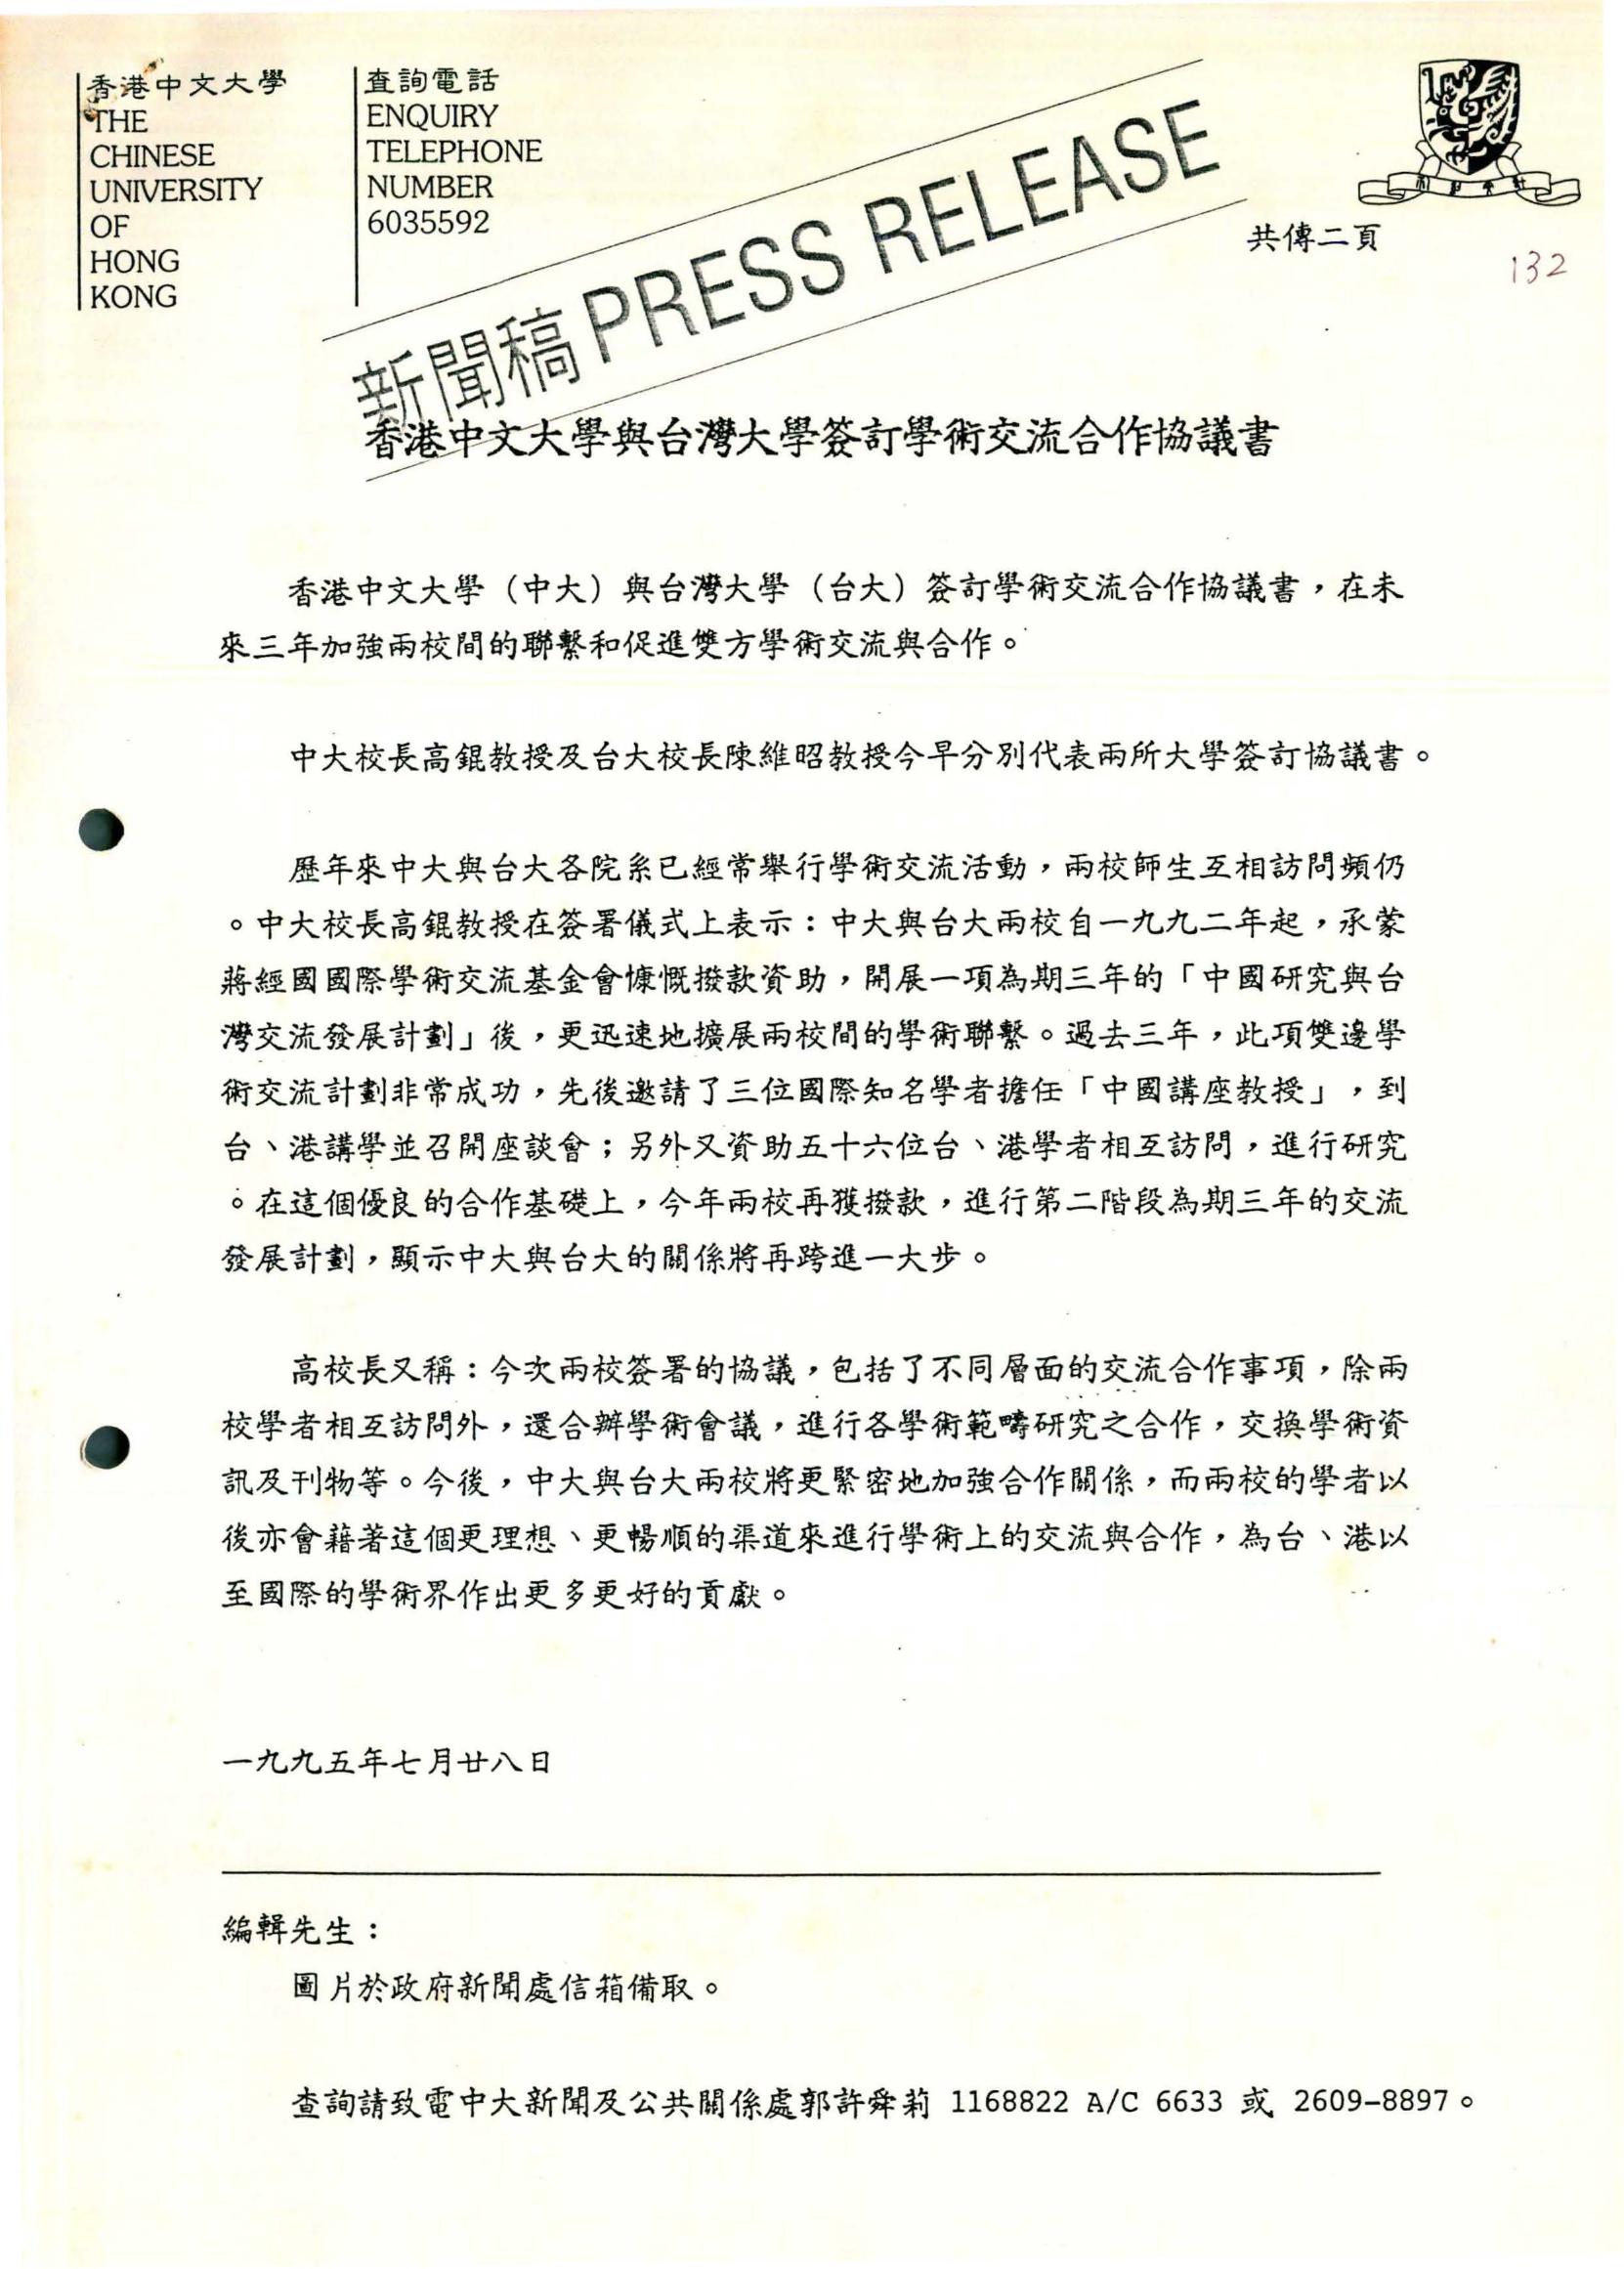 香港中文大學
THE
CHINESE
UNIVERSITY
OF
HONG
KONG
查詢電話
ENQUIRY
TELEPHONE
NUMBER
6035592
新聞稿 PRESS RELEASE
共傳二頁
132
香港中文大學與台灣大學簽訂學術交流合作協議書
香港中文大學（中大）與台灣大學（台大）簽訂學術交流合作協議書，在未
來三年加強兩校間的聯繫和促進雙方學術交流與合作。
中大校長高錕教授及台大校長陳維昭教授今早分別代表兩所大學簽訂協議書。
歷年來中大與台大各院系已經常舉行學術交流活動，兩校師生互相訪問頻仍
。中大校長高錕教授在簽署儀式上表示：中大與台大兩校自一九九二年起，承蒙
蔣經國國際學術交流基金會慷慨撥款資助，開展一項為期三年的「中國研究與台
灣交流發展計劃」後，更迅速地擴展兩校間的學術聯繫。過去三年，此項雙邊學
術交流計劃非常成功，先後邀請了三位國際知名學者擔任「中國講座教授」，到
台、港講學並召開座談會；另外又資助五十六位台、港學者相互訪問，進行研究
。在這個優良的合作基礎上，今年兩校再獲撥款，進行第二階段為期三年的交流
發展計劃，顯示中大與台大的關係將再跨進一大步。
高校長又稱：今次兩校簽署的協議，包括了不同層面的交流合作事項，除兩
校學者相互訪問外，還合辦學術會議，進行各學術範疇研究之合作，交換學術資
訊及刊物等。今後，中大與台大兩校將更緊密地加強合作關係，而兩校的學者以
後亦會藉著這個更理想、更暢順的渠道來進行學術上的交流與合作，為台、港以
至國際的學術界作出更多更好的貢獻。
一九九五年七月廿八日
編輯先生：
圖片於政府新聞處信箱備取。
查詢請致電中大新聞及公共關係處郭許舜莉 1168822 A/C 6633 或 2609-8897。